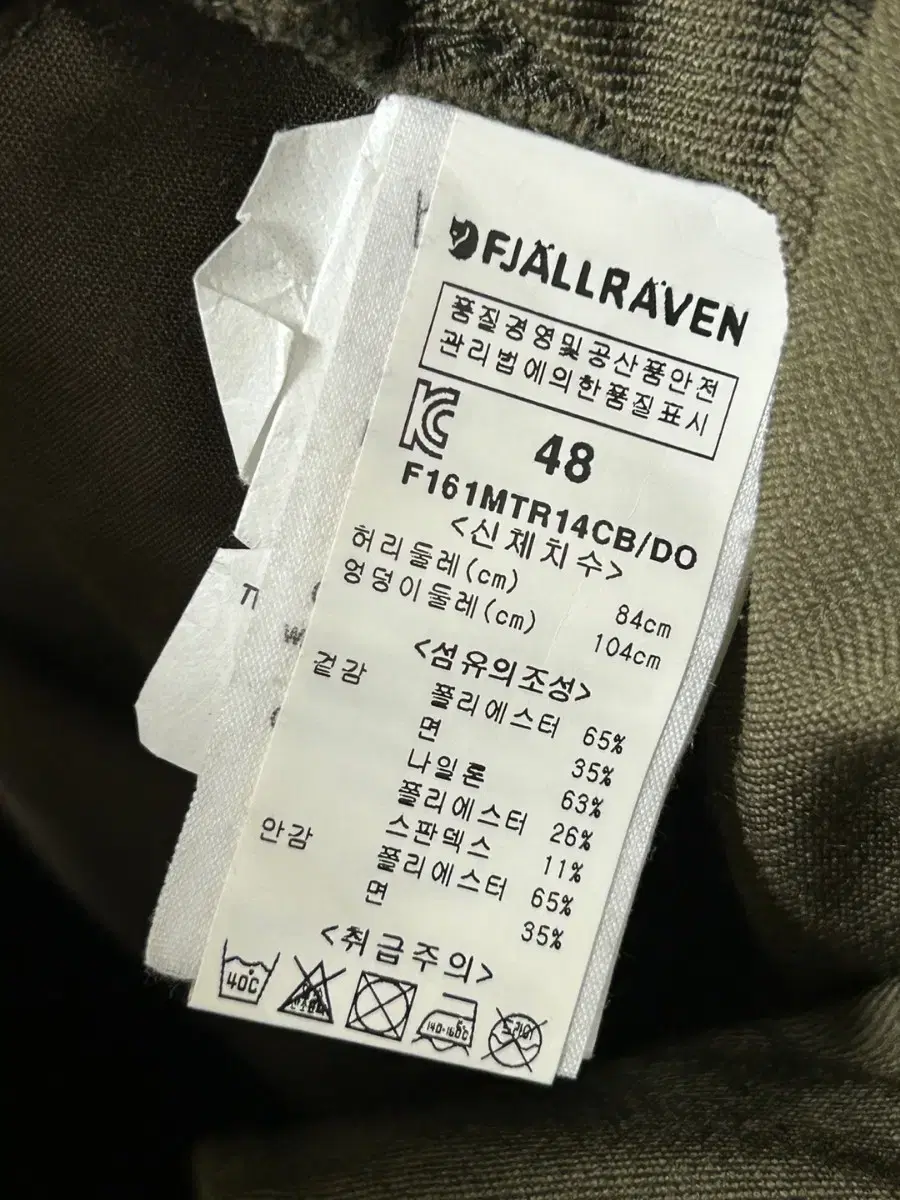 FJÄLLRÄVEN
품질경영및공산품안전
관리법에의한품질표시
48
F161MTR14CB/DO
<신체치수>
허리둘레(cm) 84cm
엉덩이둘레(cm) 104cm
<섬유의조성>
겉감 폴리에스터 65%
면 35%
나일론 63%
폴리에스터 26%
스판덱스 11%
안감 폴리에스터 65%
면 35%
<취급주의>
40℃
140-160℃
드라이